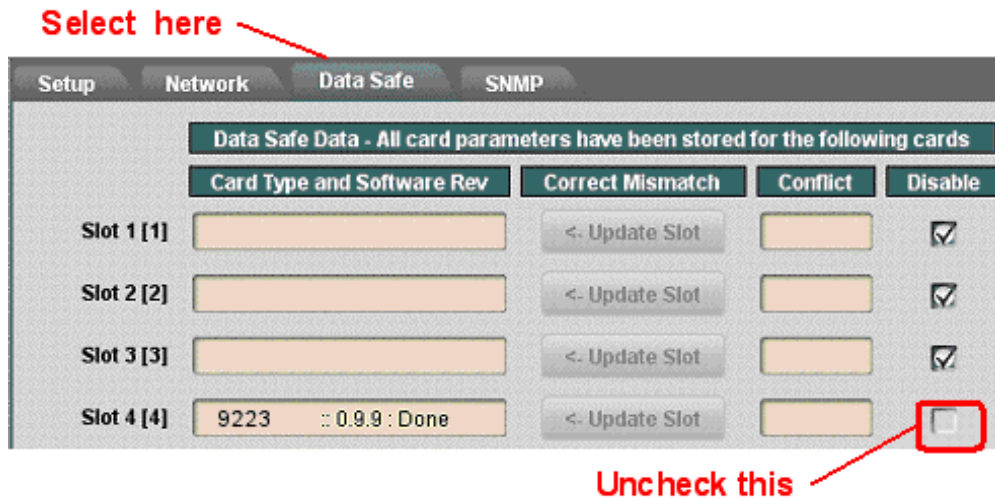 Select here
Setup Network Data Safe SNMP
Data Safe Data - All card parameters have been stored for the following cards
Card Type and Software Rev Correct Mismatch Conflict Disable
Slot 1 [1] <- Update Slot
Slot 2 [2] <- Update Slot
Slot 3 [3] <- Update Slot
Slot 4 [4] 9223 :: 0.9.9 : Done <- Update Slot
Uncheck this